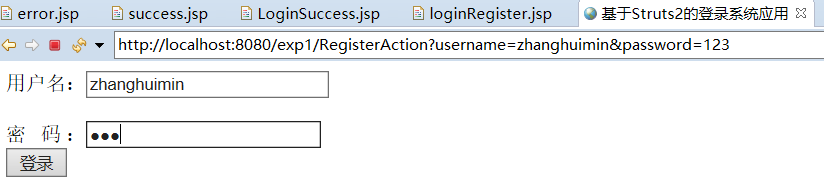 error.jsp success.jsp LoginSuccess.jsp loginRegister.jsp 基于Struts2的登录系统应用
http://localhost:8080/exp1/RegisterAction?username=zhanghuimin&password=123
用户名： zhanghuimin
密 码： ●●●
登录